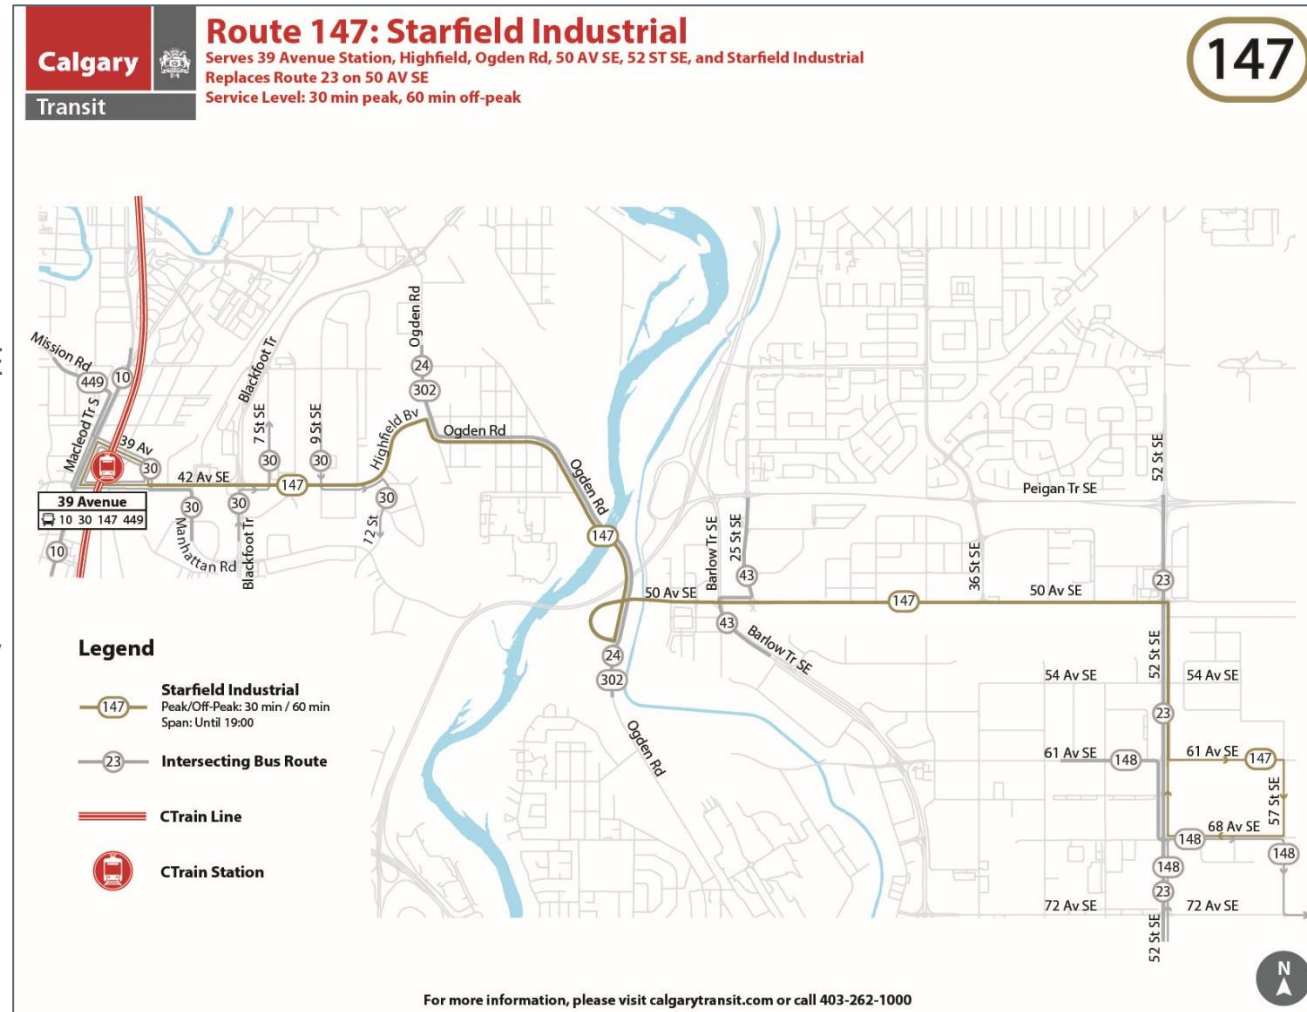 Calgary
Transit
Route 147: Starfield Industrial
Serves 39 Avenue Station, Highfield, Ogden Rd, 50 AV SE, 52 ST SE, and Starfield Industrial
Replaces Route 23 on 50 AV SE
Service Level: 30 min peak, 60 min off-peak
147
Mission Rd
449
10
Macleod Tr S
39 Av
30
39 Avenue
10 30 147 449
10
42 Av SE
30
Manhattan Rd
Blackfoot Tr
30
Blackfoot Tr
7 St SE
30
147
9 St SE
30
Highfield Bv
30
12 St
Ogden Rd
24
302
Ogden Rd
Ogden Rd
147
50 Av SE
24
302
Ogden Rd
Barlow Tr SE
25 St SE
43
43
Barlow Tr SE
147
36 St SE
Peigan Tr SE
50 Av SE
52 St SE
23
52 St SE
54 Av SE
54 Av SE
23
61 Av SE
148
61 Av SE
147
57 St SE
68 Av SE
148
148
148
23
72 Av SE
72 Av SE
52 St SE
Legend
147
Starfield Industrial
Peak/Off-Peak: 30 min / 60 min
Span: Until 19:00
23
Intersecting Bus Route
CTrain Line
CTrain Station
N
For more information, please visit calgarytransit.com or call 403-262-1000